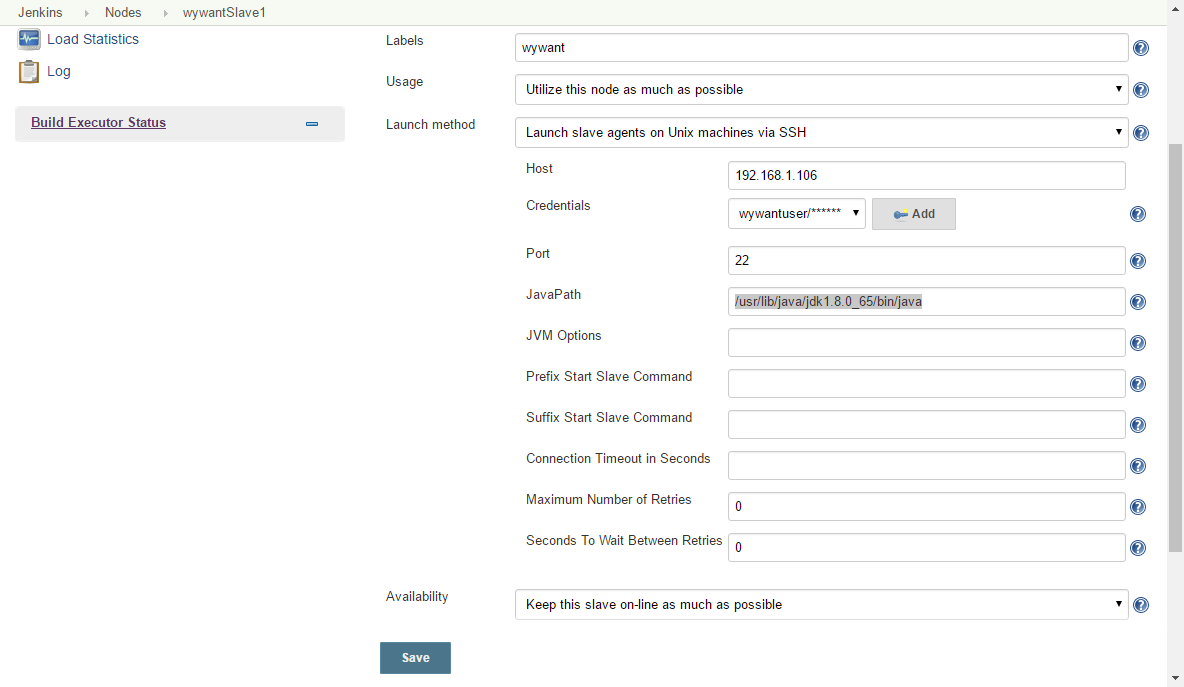 Jenkins Nodes wywantSlave1
Load Statistics
Log
Build Executor Status
Labels wywant
Usage Utilize this node as much as possible
Launch method Launch slave agents on Unix machines via SSH
Host 192.168.1.106
Credentials wywantuser/****** Add
Port 22
JavaPath /usr/lib/java/jdk1.8.0_65/bin/java
JVM Options
Prefix Start Slave Command
Suffix Start Slave Command
Connection Timeout in Seconds
Maximum Number of Retries 0
Seconds To Wait Between Retries 0
Availability Keep this slave on-line as much as possible
Save